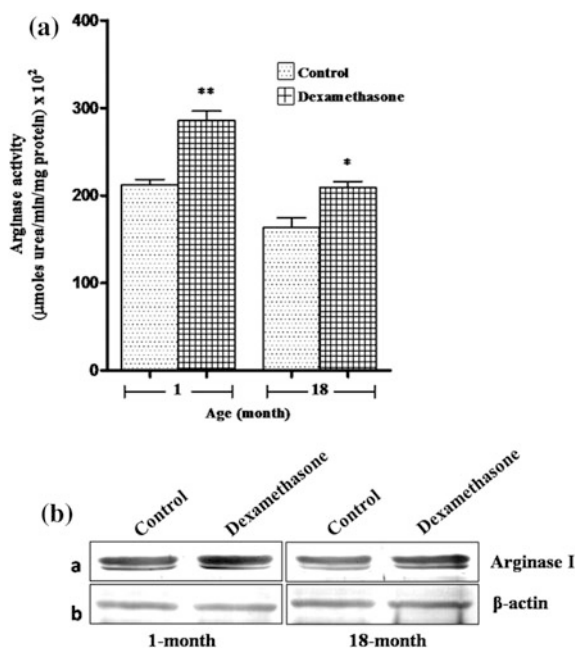 (a)
Arginase activity
(μmoles urea/min/mg protein) x 10²
400
300
200
100
0
Control
Dexamethasone
**
*
1
18
Age (month)
(b)
Control
Dexamethasone
Control
Dexamethasone
a
Arginase I
b
β-actin
1-month
18-month